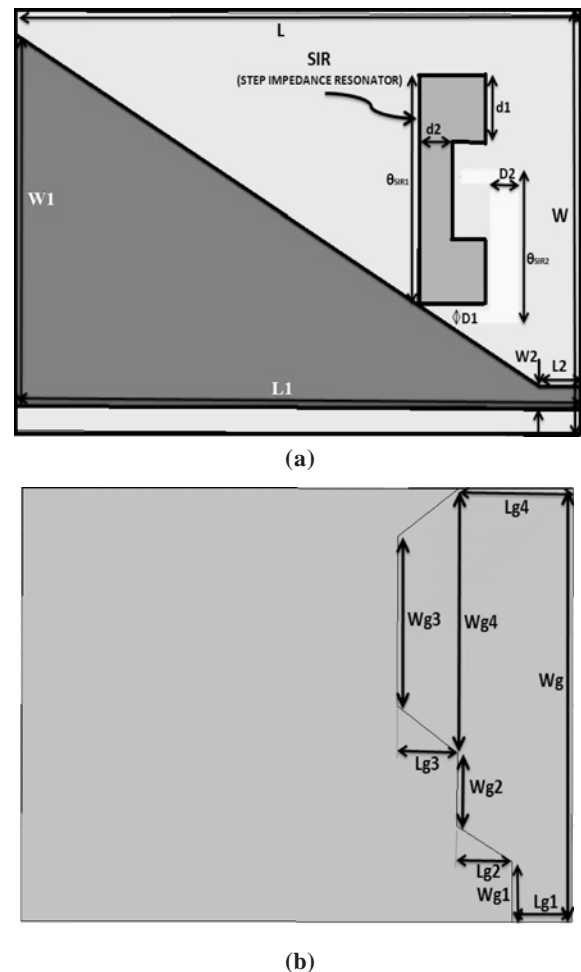 L
SIR
(STEP IMPEDANCE RESONATOR)
d1
d2
θSIR1
D2
W1
W
θSIR2
D1
W2
L2
L1
(a)
Lg4
Wg3
Wg4
Wg
Lg3
Wg2
Lg2
Wg1
Lg1
(b)